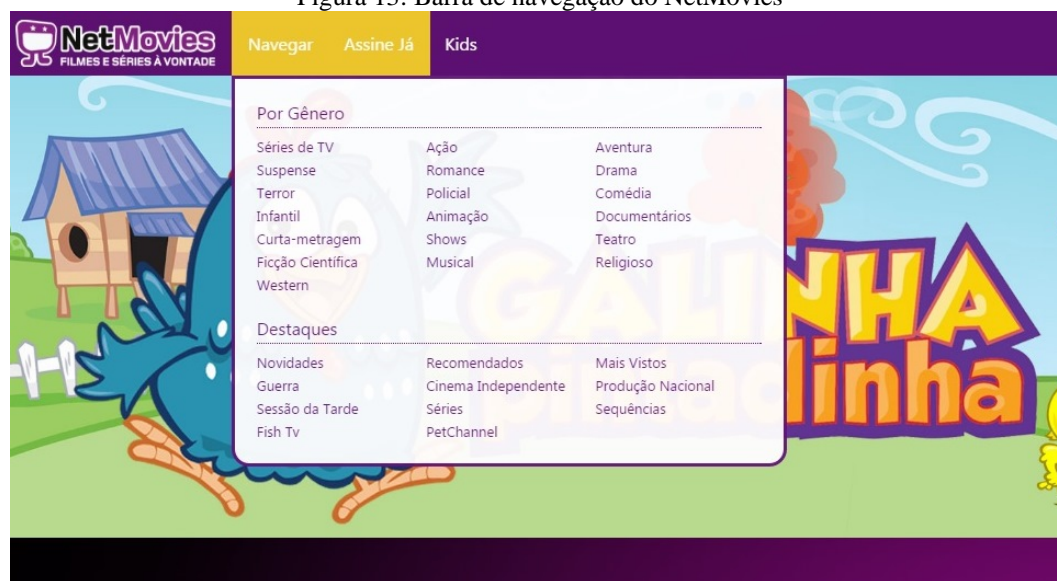 Figura 13: Barra de navegação do NetMovies
NetMovies
FILMES E SÉRIES À VONTADE
Navegar Assine Já Kids
Por Gênero
Séries de TV Ação Aventura
Suspense Romance Drama
Terror Policial Comédia
Infantil Animação Documentários
Curta-metragem Shows Teatro
Ficção Científica Musical Religioso
Western
Destaques
Novidades Recomendados Mais Vistos
Guerra Cinema Independente Produção Nacional
Sessão da Tarde Séries Sequências
Fish Tv PetChannel
GALINHA
Pintadinha